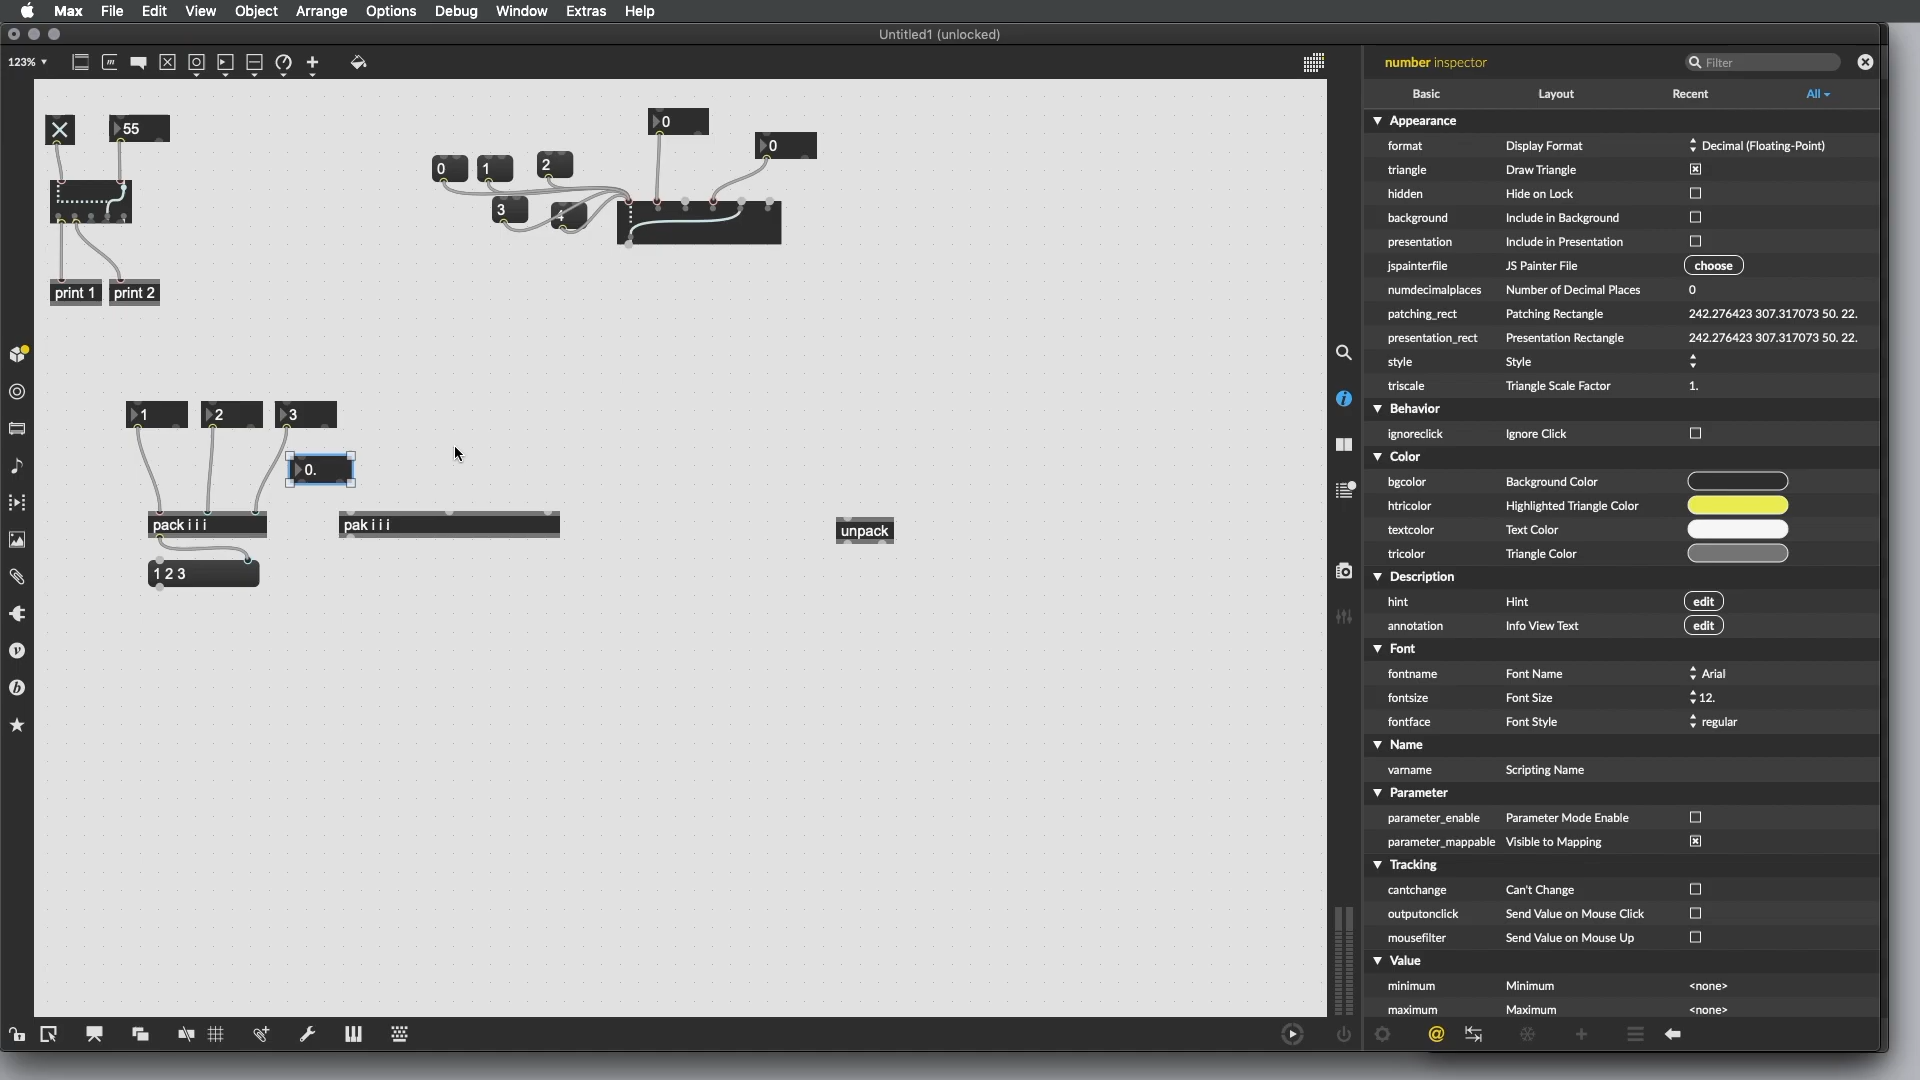 Max File Edit View Object Arrange Options Debug Window Extras Help
Untitled1 (unlocked)
123%
55
print 1 print 2
0 1 2
3 4
0
0
1 2 3
0.
pack i i i
pak i i i
unpack
1 2 3
number inspector
Filter
Basic Layout Recent All
Appearance
format Display Format Decimal (Floating-Point)
triangle Draw Triangle
hidden Hide on Lock
background Include in Background
presentation Include in Presentation
jspainterfile JS Painter File choose
numdecimalplaces Number of Decimal Places 0
patching_rect Patching Rectangle 242.276423 307.317073 50. 22.
presentation_rect Presentation Rectangle 242.276423 307.317073 50. 22.
style Style
triscale Triangle Scale Factor 1.
Behavior
ignoreclick Ignore Click
Color
bgcolor Background Color
htricolor Highlighted Triangle Color
textcolor Text Color
tricolor Triangle Color
Description
hint Hint edit
annotation Info View Text edit
Font
fontname Font Name Arial
fontsize Font Size 12.
fontface Font Style regular
Name
varname Scripting Name
Parameter
parameter_enable Parameter Mode Enable
parameter_mappable Visible to Mapping
Tracking
cantchange Can't Change
outputonclick Send Value on Mouse Click
mousefilter Send Value on Mouse Up
Value
minimum Minimum <none>
maximum Maximum <none>